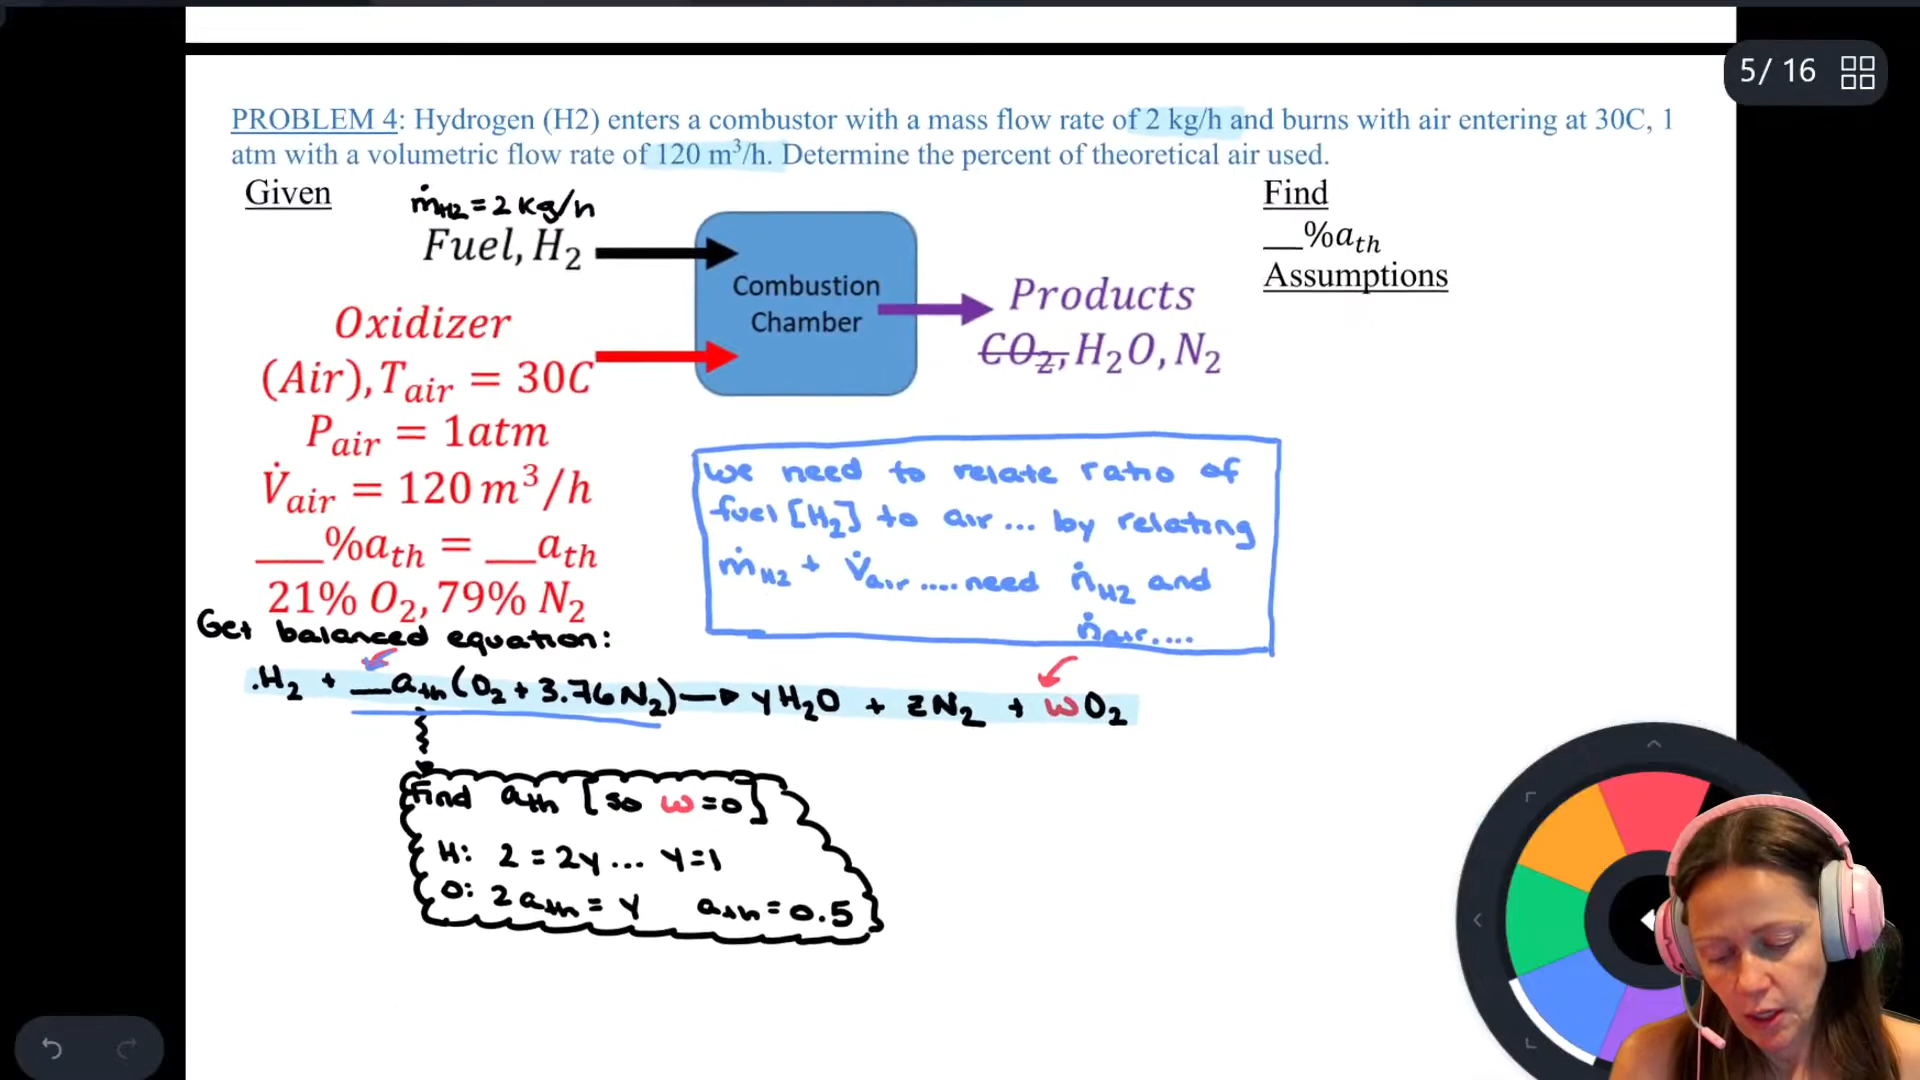 5/ 16
PROBLEM 4: Hydrogen (H2) enters a combustor with a mass flow rate of 2 kg/h and burns with air entering at 30C, 1
atm with a volumetric flow rate of 120 m³/h. Determine the percent of theoretical air used.
Given
Find
ṁH2 = 2 kg/h
Fuel, H₂
__%aₜₕ
Assumptions
Combustion
Chamber
Products
CO₂, H₂O, N₂
Oxidizer
(Air), Tₐᵢᵣ = 30C
Pₐᵢᵣ = 1atm
V̇ₐᵢᵣ = 120 m³/h
___%aₜₕ = __aₜₕ
21% O₂, 79% N₂
we need to relate ratio of
fuel [H₂] to air ... by relating
ṁH2 + V̇air .... need ṅH2 and
ṅair ....
Get balanced equation:
.H₂ + __aₜₕ(O₂ + 3.76N₂) → yH₂O + zN₂ + wO₂
Find aₜₕ [so w=0]
H: 2 = 2y ... y=1
O: 2aₜₕ = y aₜₕ = 0.5